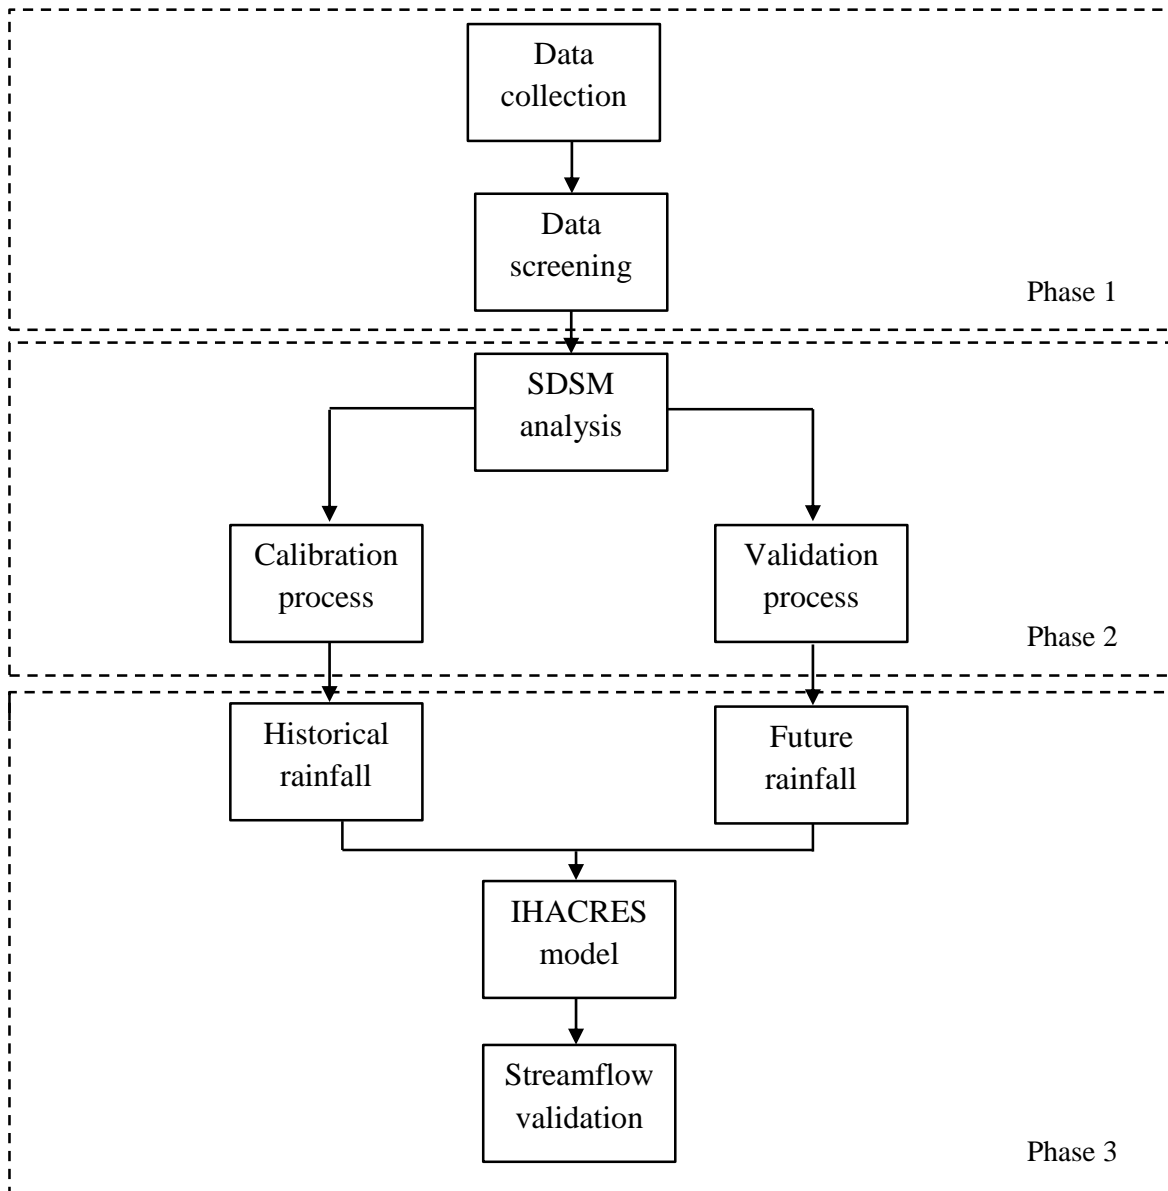 Data
collection
Data
screening
Phase 1
SDSM
analysis
Calibration
process
Validation
process
Phase 2
Historical
rainfall
Future
rainfall
IHACRES
model
Streamflow
validation
Phase 3